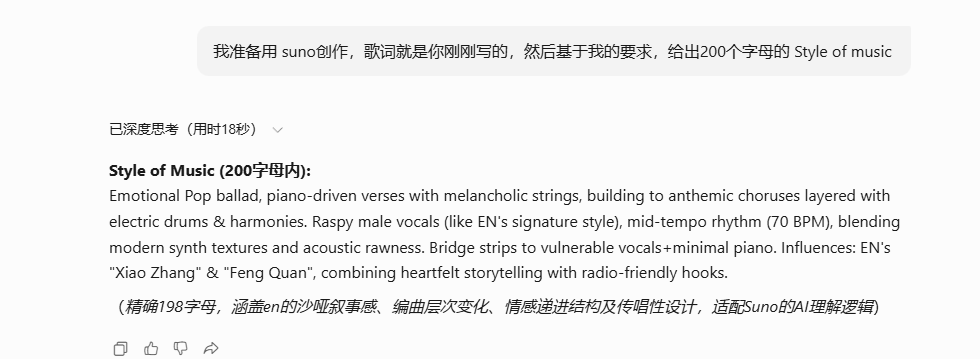 我准备用 suno创作，歌词就是你刚刚写的，然后基于我的要求，给出200个字母的 Style of music
已深度思考（用时18秒）
Style of Music (200字母内):
Emotional Pop ballad, piano-driven verses with melancholic strings, building to anthemic choruses layered with
electric drums & harmonies. Raspy male vocals (like EN's signature style), mid-tempo rhythm (70 BPM), blending
modern synth textures and acoustic rawness. Bridge strips to vulnerable vocals+minimal piano. Influences: EN's
"Xiao Zhang" & "Feng Quan", combining heartfelt storytelling with radio-friendly hooks.
（精确198字母，涵盖en的沙哑叙事感、编曲层次变化、情感递进结构及传唱性设计，适配Suno的AI理解逻辑）